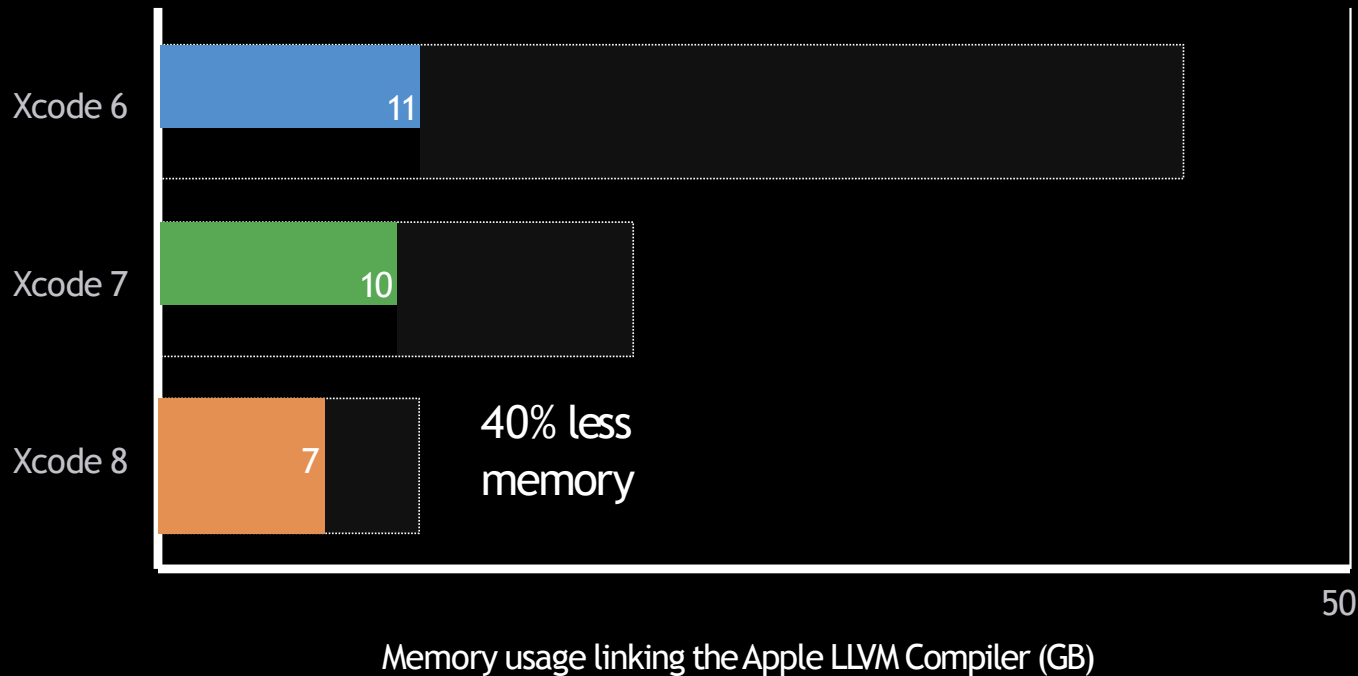 Xcode 6
11
Xcode 7
10
Xcode 8
7
40% less
memory
50
Memory usage linking the Apple LLVM Compiler (GB)